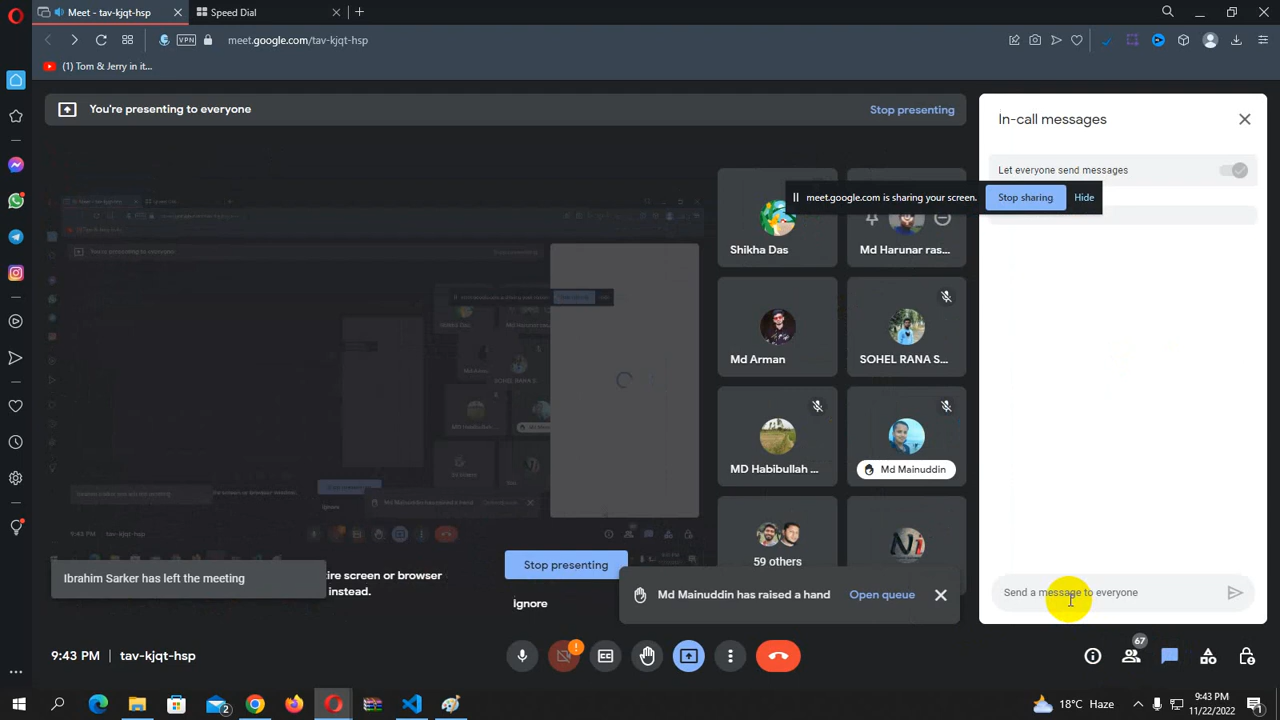 Meet - tav-kjqt-hsp
Speed Dial
VPN
meet.google.com/tav-kjqt-hsp
(1) Tom & Jerry in it...
You're presenting to everyone
Stop presenting
In-call messages
Let everyone send messages
meet.google.com is sharing your screen.
Stop sharing
Hide
Shikha Das
Md Harunar ras...
Md Arman
SOHEL RANA S...
MD Habibullah ...
Md Mainuddin
59 others
Ibrahim Sarker has left the meeting
ire screen or browser
instead.
Stop presenting
Ignore
Md Mainuddin has raised a hand
Open queue
Send a message to everyone
9:43 PM
tav-kjqt-hsp
67
2
18°C Haze
9:43 PM
11/22/2022
1